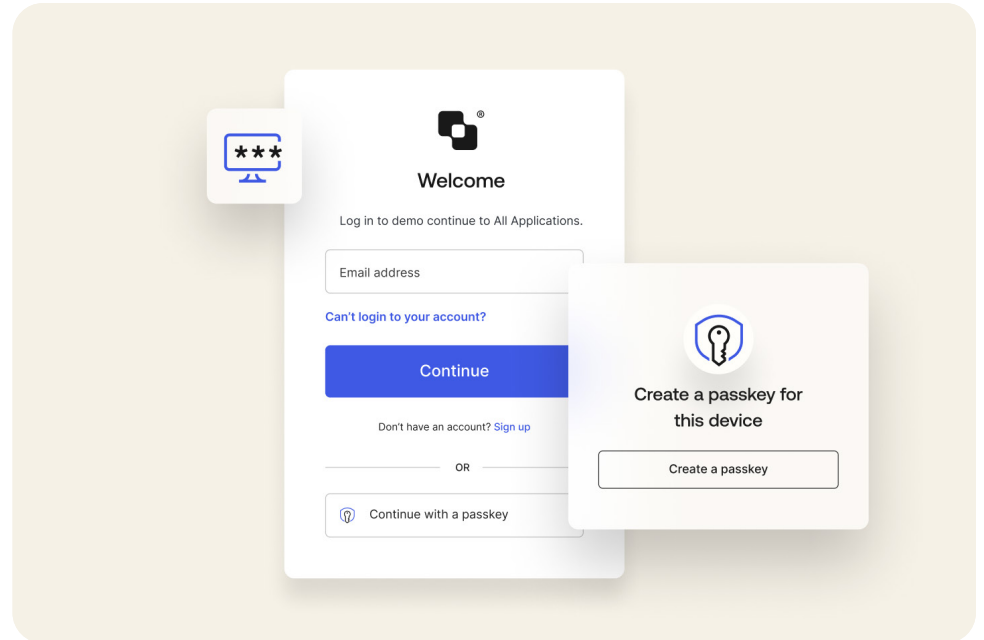 ***
®
Welcome
Log in to demo continue to All Applications.
Email address
Can't login to your account?
Continue
Don't have an account? Sign up
OR
Continue with a passkey
Create a passkey for
this device
Create a passkey